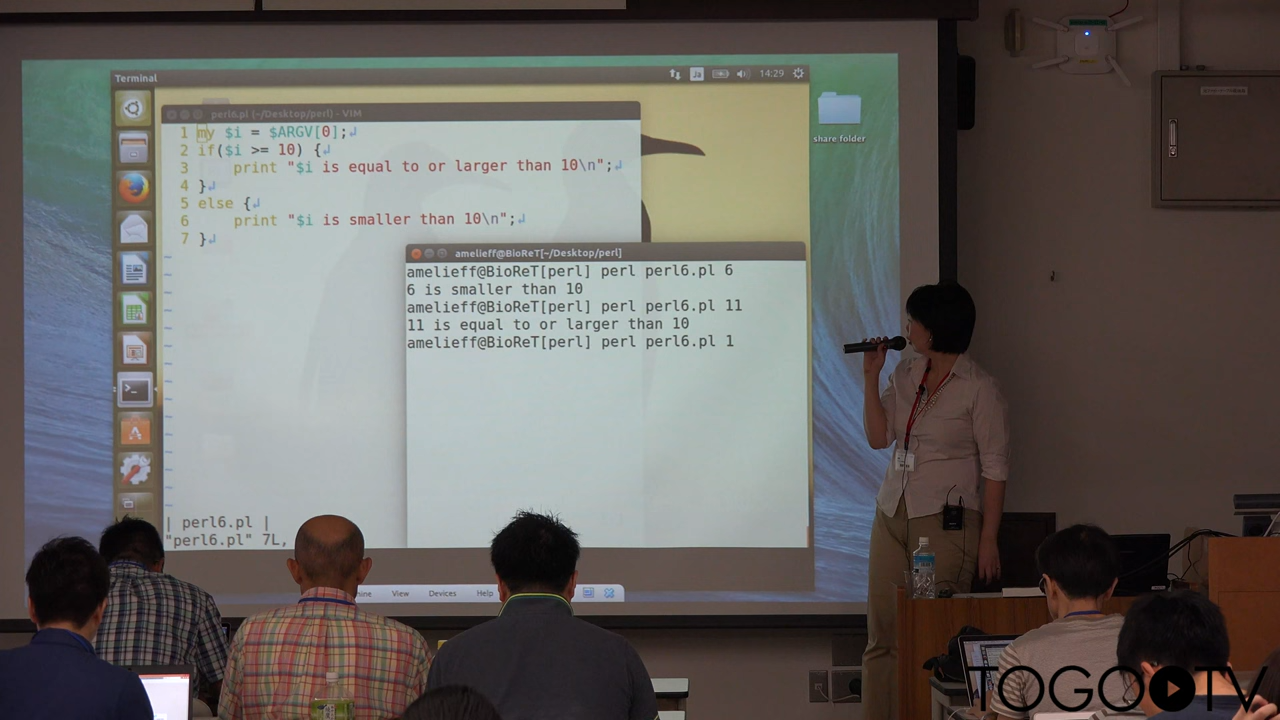 Terminal
Ja
14:29
share folder
perl6.pl (~/Desktop/perl) - VIM
1 my $i = $ARGV[0];
2 if($i >= 10) {
3     print "$i is equal to or larger than 10\n";
4 }
5 else {
6     print "$i is smaller than 10\n";
7 }
| perl6.pl |
"perl6.pl" 7L,
amelieff@BioReT[~/Desktop/perl]
amelieff@BioReT[perl] perl perl6.pl 6
6 is smaller than 10
amelieff@BioReT[perl] perl perl6.pl 11
11 is equal to or larger than 10
amelieff@BioReT[perl] perl perl6.pl 1
View Devices Help
TOGO TV